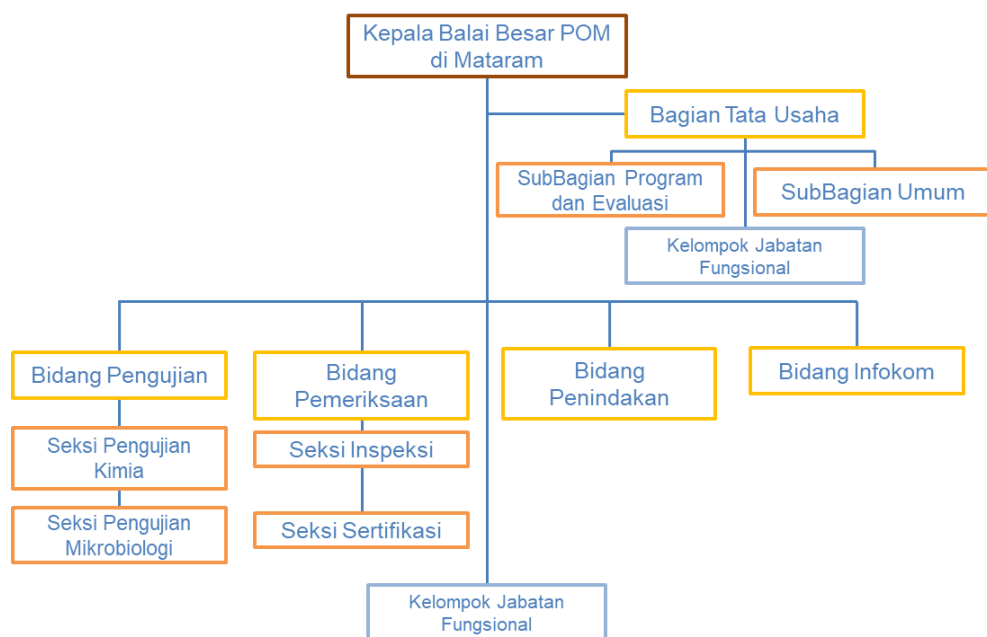 Kepala Balai Besar POM
di Mataram
Bagian Tata Usaha
SubBagian Program
dan Evaluasi
SubBagian Umum
Kelompok Jabatan
Fungsional
Bidang Pengujian
Bidang
Pemeriksaan
Bidang
Penindakan
Bidang Infokom
Seksi Pengujian
Kimia
Seksi Inspeksi
Seksi Pengujian
Mikrobiologi
Seksi Sertifikasi
Kelompok Jabatan
Fungsional